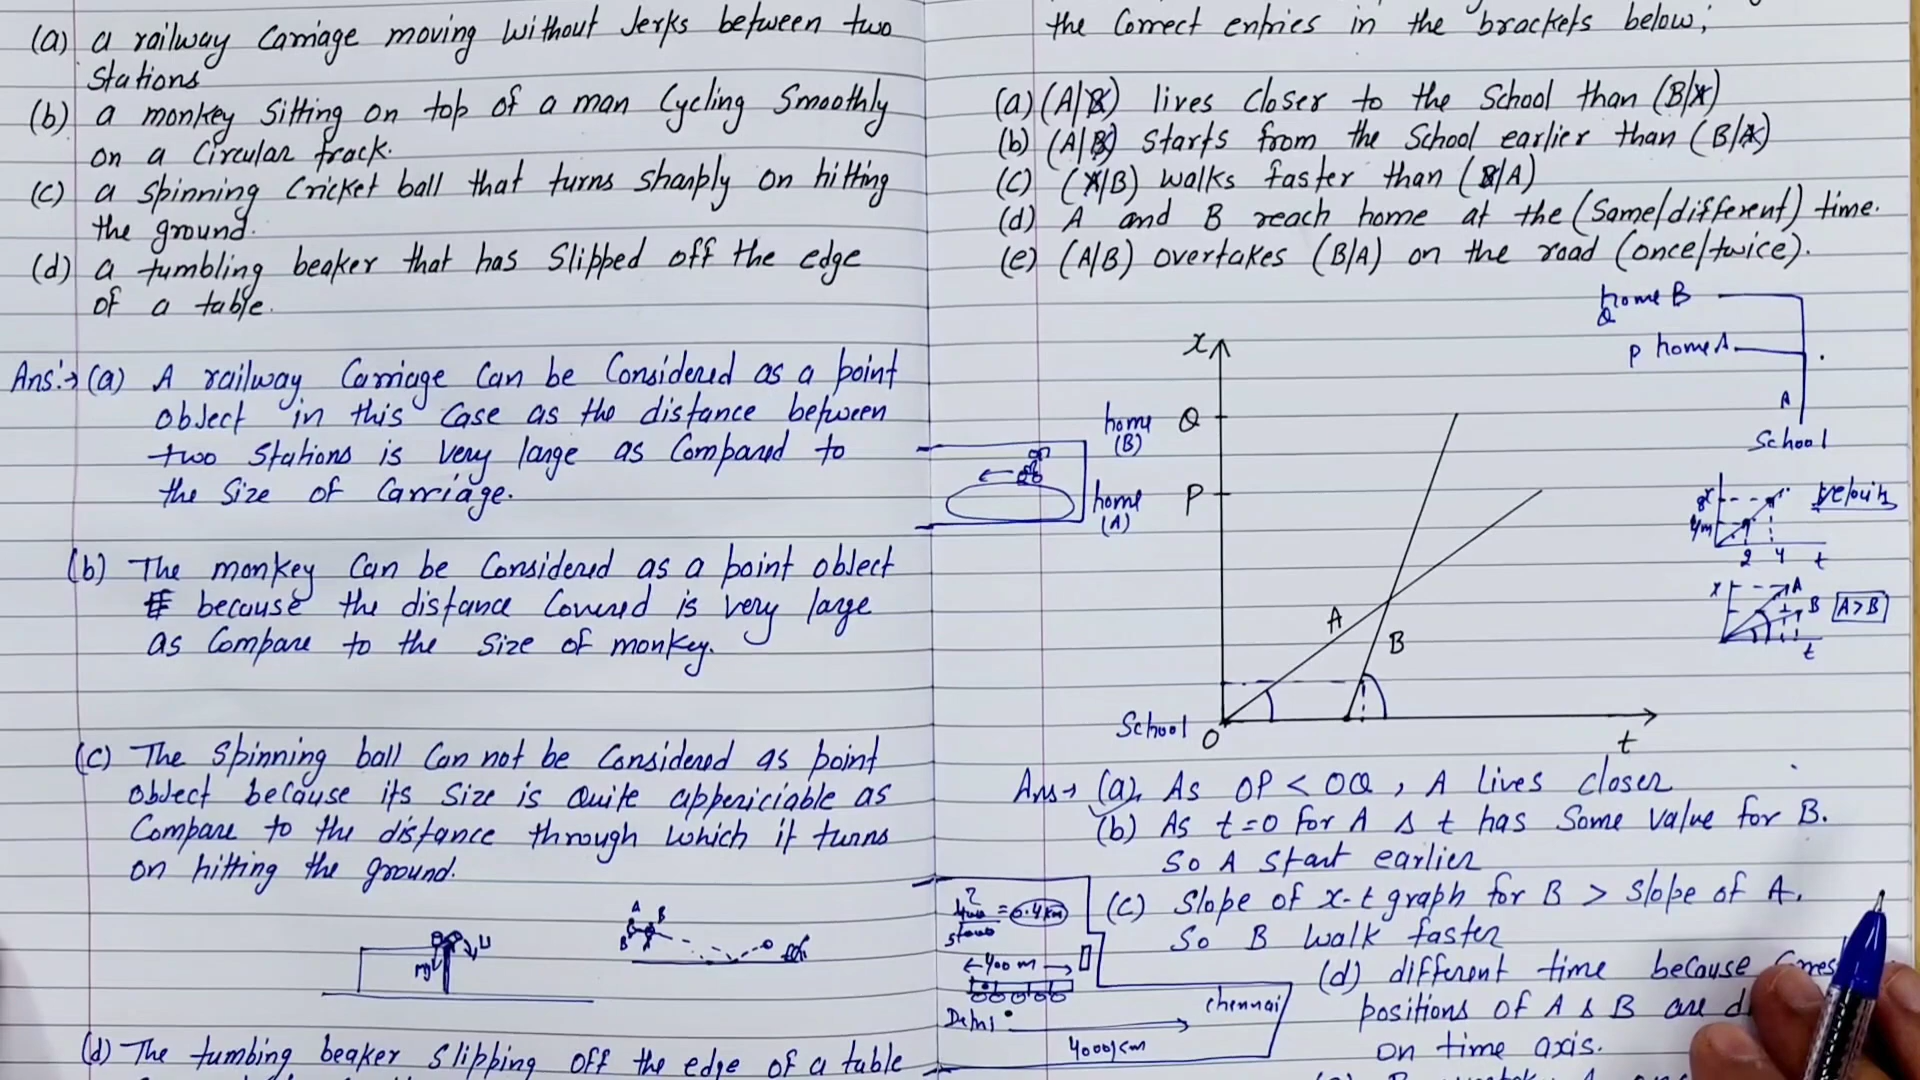 (a) a railway Carriage moving without Jerks between two
Stations
(b) a monkey Sitting on top of a man Cycling Smoothly
on a Circular track.
(c) a spinning Cricket ball that turns sharply on hitting
the ground.
(d) a tumbling beaker that has Slipped off the edge
of a table.
Ans:→ (a) A railway Carriage Can be Considered as a point
object in this Case as the distance between
two Stations is very large as Compared to
the Size of Carriage.
(b) The monkey Can be Considered as a point object
because the distance Covered is very large
as Compare to the Size of monkey.
(c) The Spinning ball Can not be Considered as point
object because its Size is Quite appericiable as
Compare to the distance through which it turns
on hitting the ground.
A B
B A
mg
u
(d) The tumbing beaker Slipping off the edge of a table
the Correct entries in the brackets below;
(a) (A/B) lives Closer to the School than (B/A)
(b) (A/B) Starts from the School earlier than (B/A)
(c) (A/B) walks faster than (B/A)
(d) A and B reach home at the (Same/different) time.
(e) (A/B) overtakes (B/A) on the road (once/twice).
home B
Q
P home A
A
School
x
home Q
(B)
home P
(A)
A
B
School
O
t
x
8
4m
2 4 t
velocity
x A
B A>B
t
Ans→ (a), As OP < OQ, A Lives closer
(b) As t=0 for A & t has Some value for B.
So A Start earlier
(c) Slope of x-t graph for B > Slope of A.
So B Walk faster
(d) different time because
positions of A & B are
on time axis.
= 0.4 km
400 m
Delhi
Chennai
4000 km